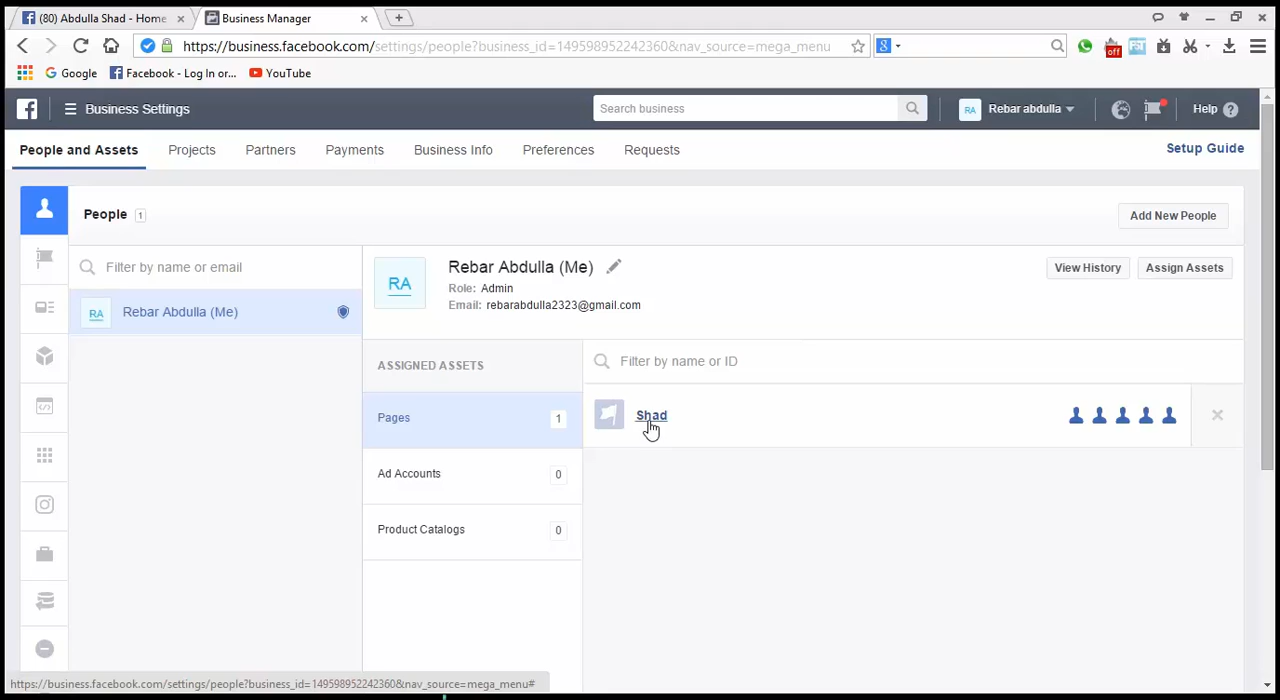 (80) Abdulla Shad - Home
Business Manager
https://business.facebook.com/settings/people?business_id=1495989522423​60&nav_source=mega_menu
off
Google
Facebook - Log In or...
YouTube
Business Settings
Search business
RA
Rebar abdulla
Help
People and Assets
Projects
Partners
Payments
Business Info
Preferences
Requests
Setup Guide
People 1
Add New People
Filter by name or email
RA
Rebar Abdulla (Me)
RA
Rebar Abdulla (Me)
Role: Admin
Email: rebarabdulla2323@gmail.com
View History
Assign Assets
ASSIGNED ASSETS
Pages 1
Ad Accounts 0
Product Catalogs 0
Filter by name or ID
Shad
https://business.facebook.com/settings/people?business_id=149598952242360&nav_source=mega_menu#